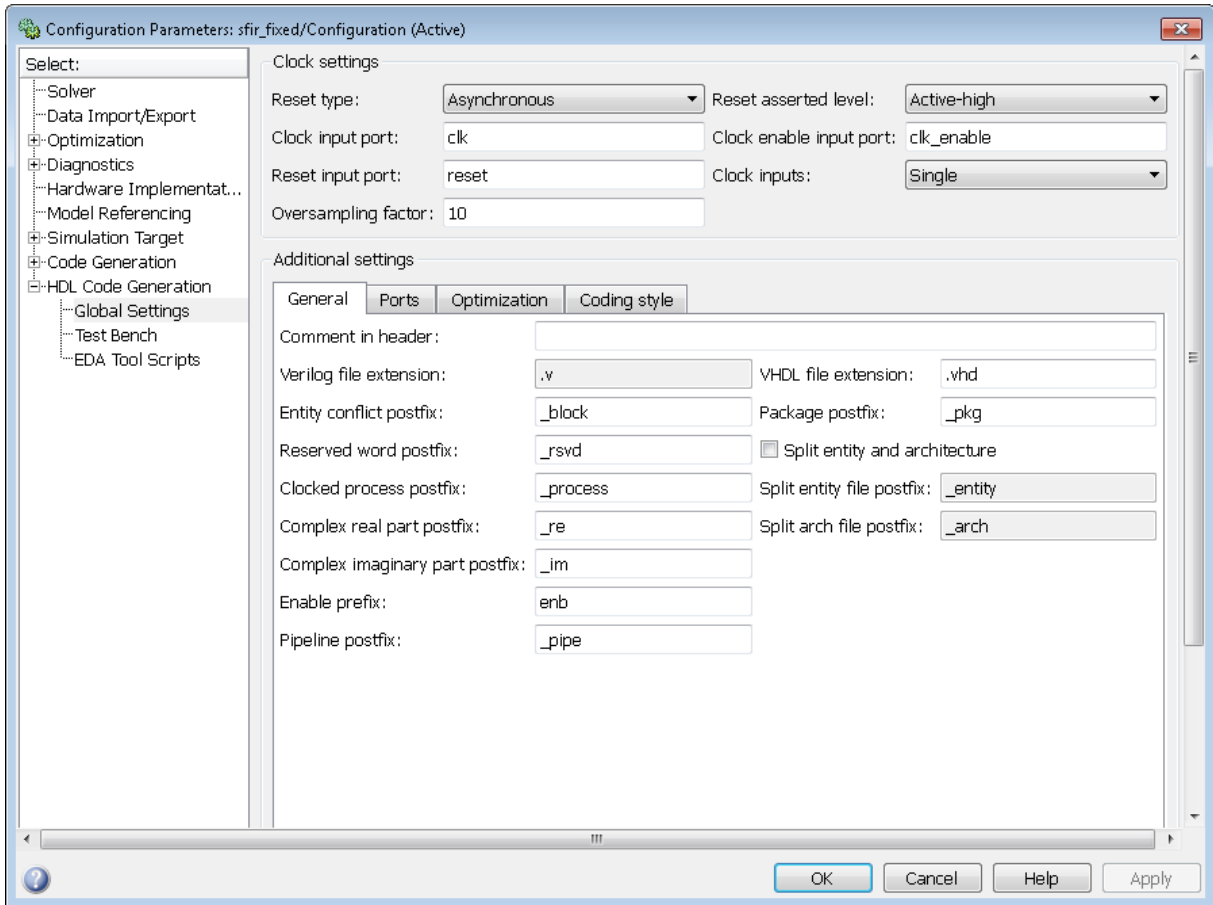 Configuration Parameters: sfir_fixed/Configuration (Active)
Select:
Solver
Data Import/Export
Optimization
Diagnostics
Hardware Implementat...
Model Referencing
Simulation Target
Code Generation
HDL Code Generation
Global Settings
Test Bench
EDA Tool Scripts
Clock settings
Reset type: Asynchronous Reset asserted level: Active-high
Clock input port: clk Clock enable input port: clk_enable
Reset input port: reset Clock inputs: Single
Oversampling factor: 10
Additional settings
General Ports Optimization Coding style
Comment in header:
Verilog file extension: .v VHDL file extension: .vhd
Entity conflict postfix: _block Package postfix: _pkg
Reserved word postfix: _rsvd Split entity and architecture
Clocked process postfix: _process Split entity file postfix: _entity
Complex real part postfix: _re Split arch file postfix: _arch
Complex imaginary part postfix: _im
Enable prefix: enb
Pipeline postfix: _pipe
OK Cancel Help Apply